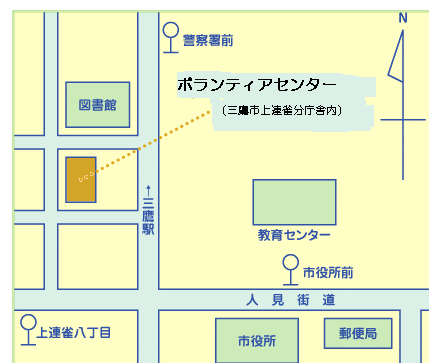 N
警察署前
ボランティアセンター
図書館
（三鷹市上連雀分庁舎内）
↑三鷹駅
教育センター
市役所前
人見街道
上連雀八丁目
市役所
郵便局